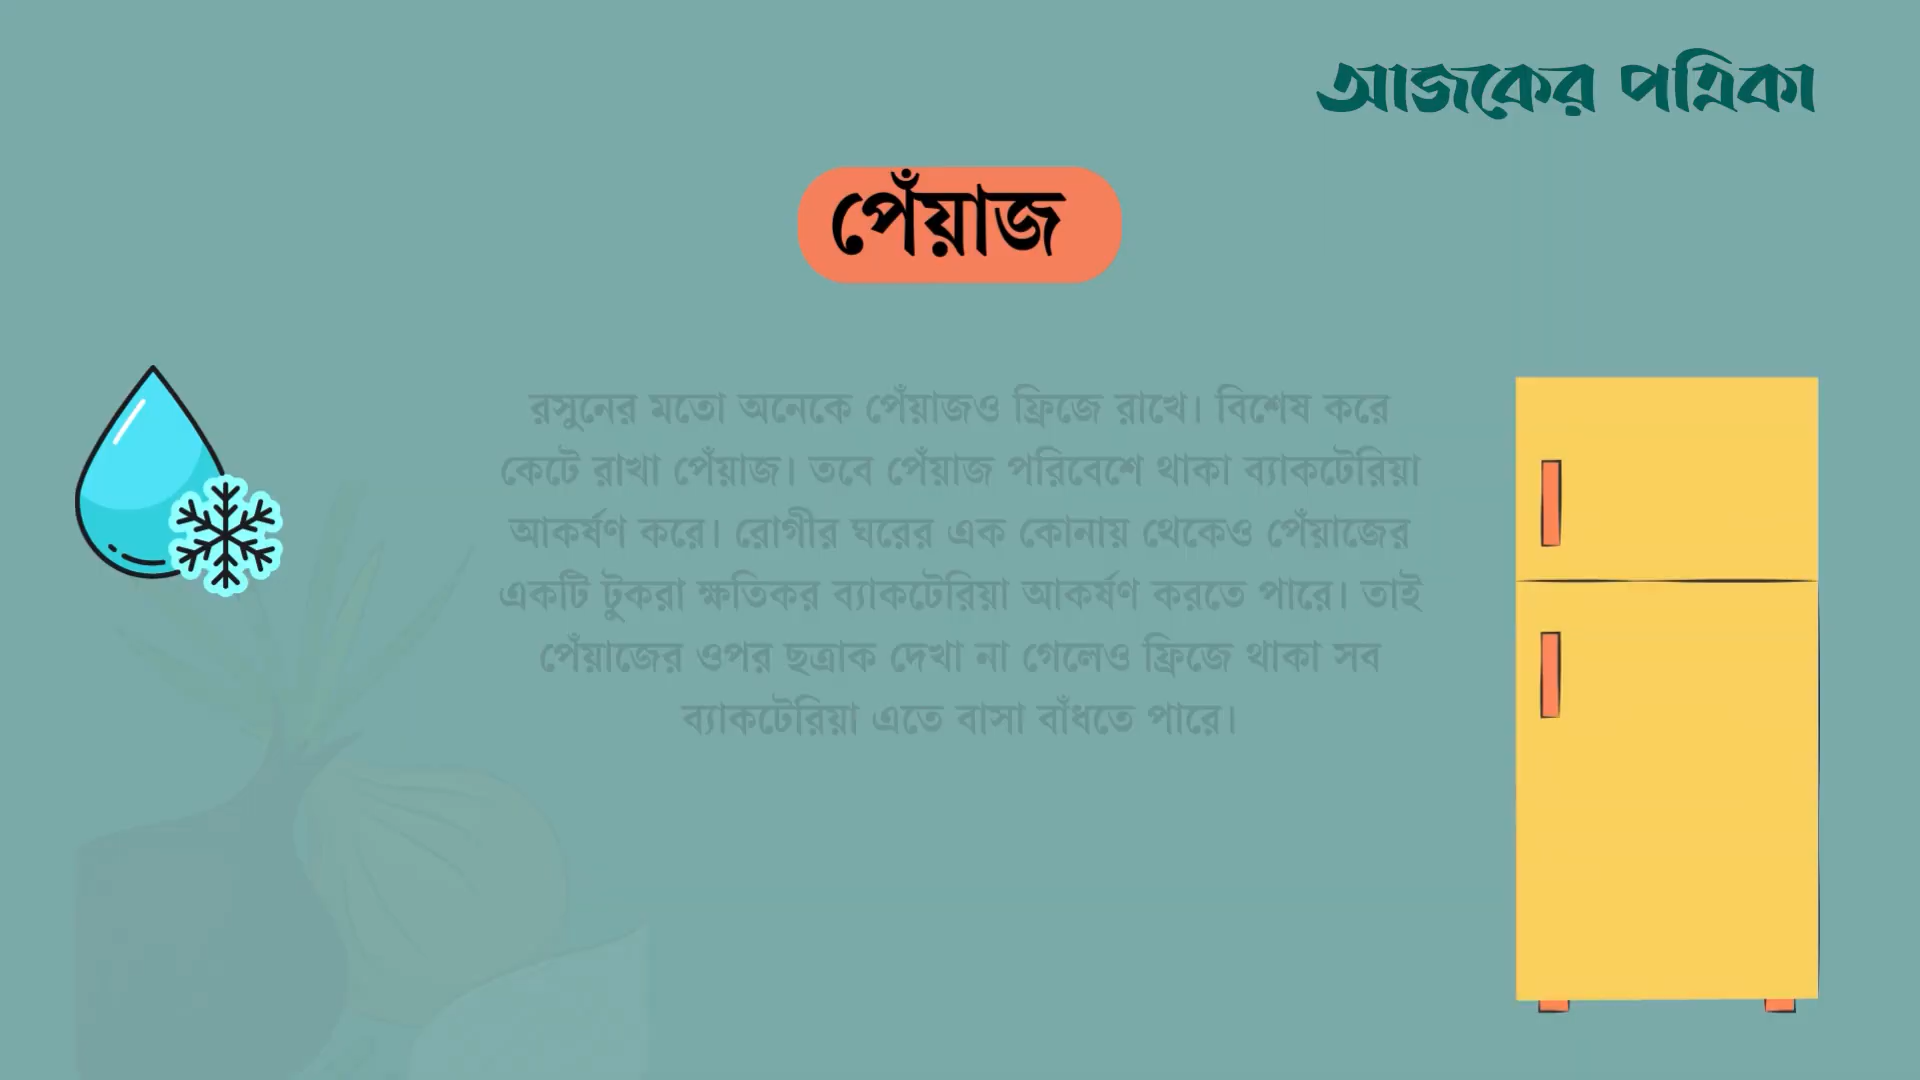 আজকের পত্রিকা
পেঁয়াজ
রসুনের মতো অনেকে পেঁয়াজও ফ্রিজে রাখে। বিশেষ করে
কেটে রাখা পেঁয়াজ। তবে পেঁয়াজ পরিবেশে থাকা ব্যাকটেরিয়া
আকর্ষণ করে। রোগীর ঘরের এক কোনায় থেকেও পেঁয়াজের
একটি টুকরা ক্ষতিকর ব্যাকটেরিয়া আকর্ষণ করতে পারে। তাই
পেঁয়াজের ওপর ছত্রাক দেখা না গেলেও ফ্রিজে থাকা সব
ব্যাকটেরিয়া এতে বাসা বাঁধতে পারে।